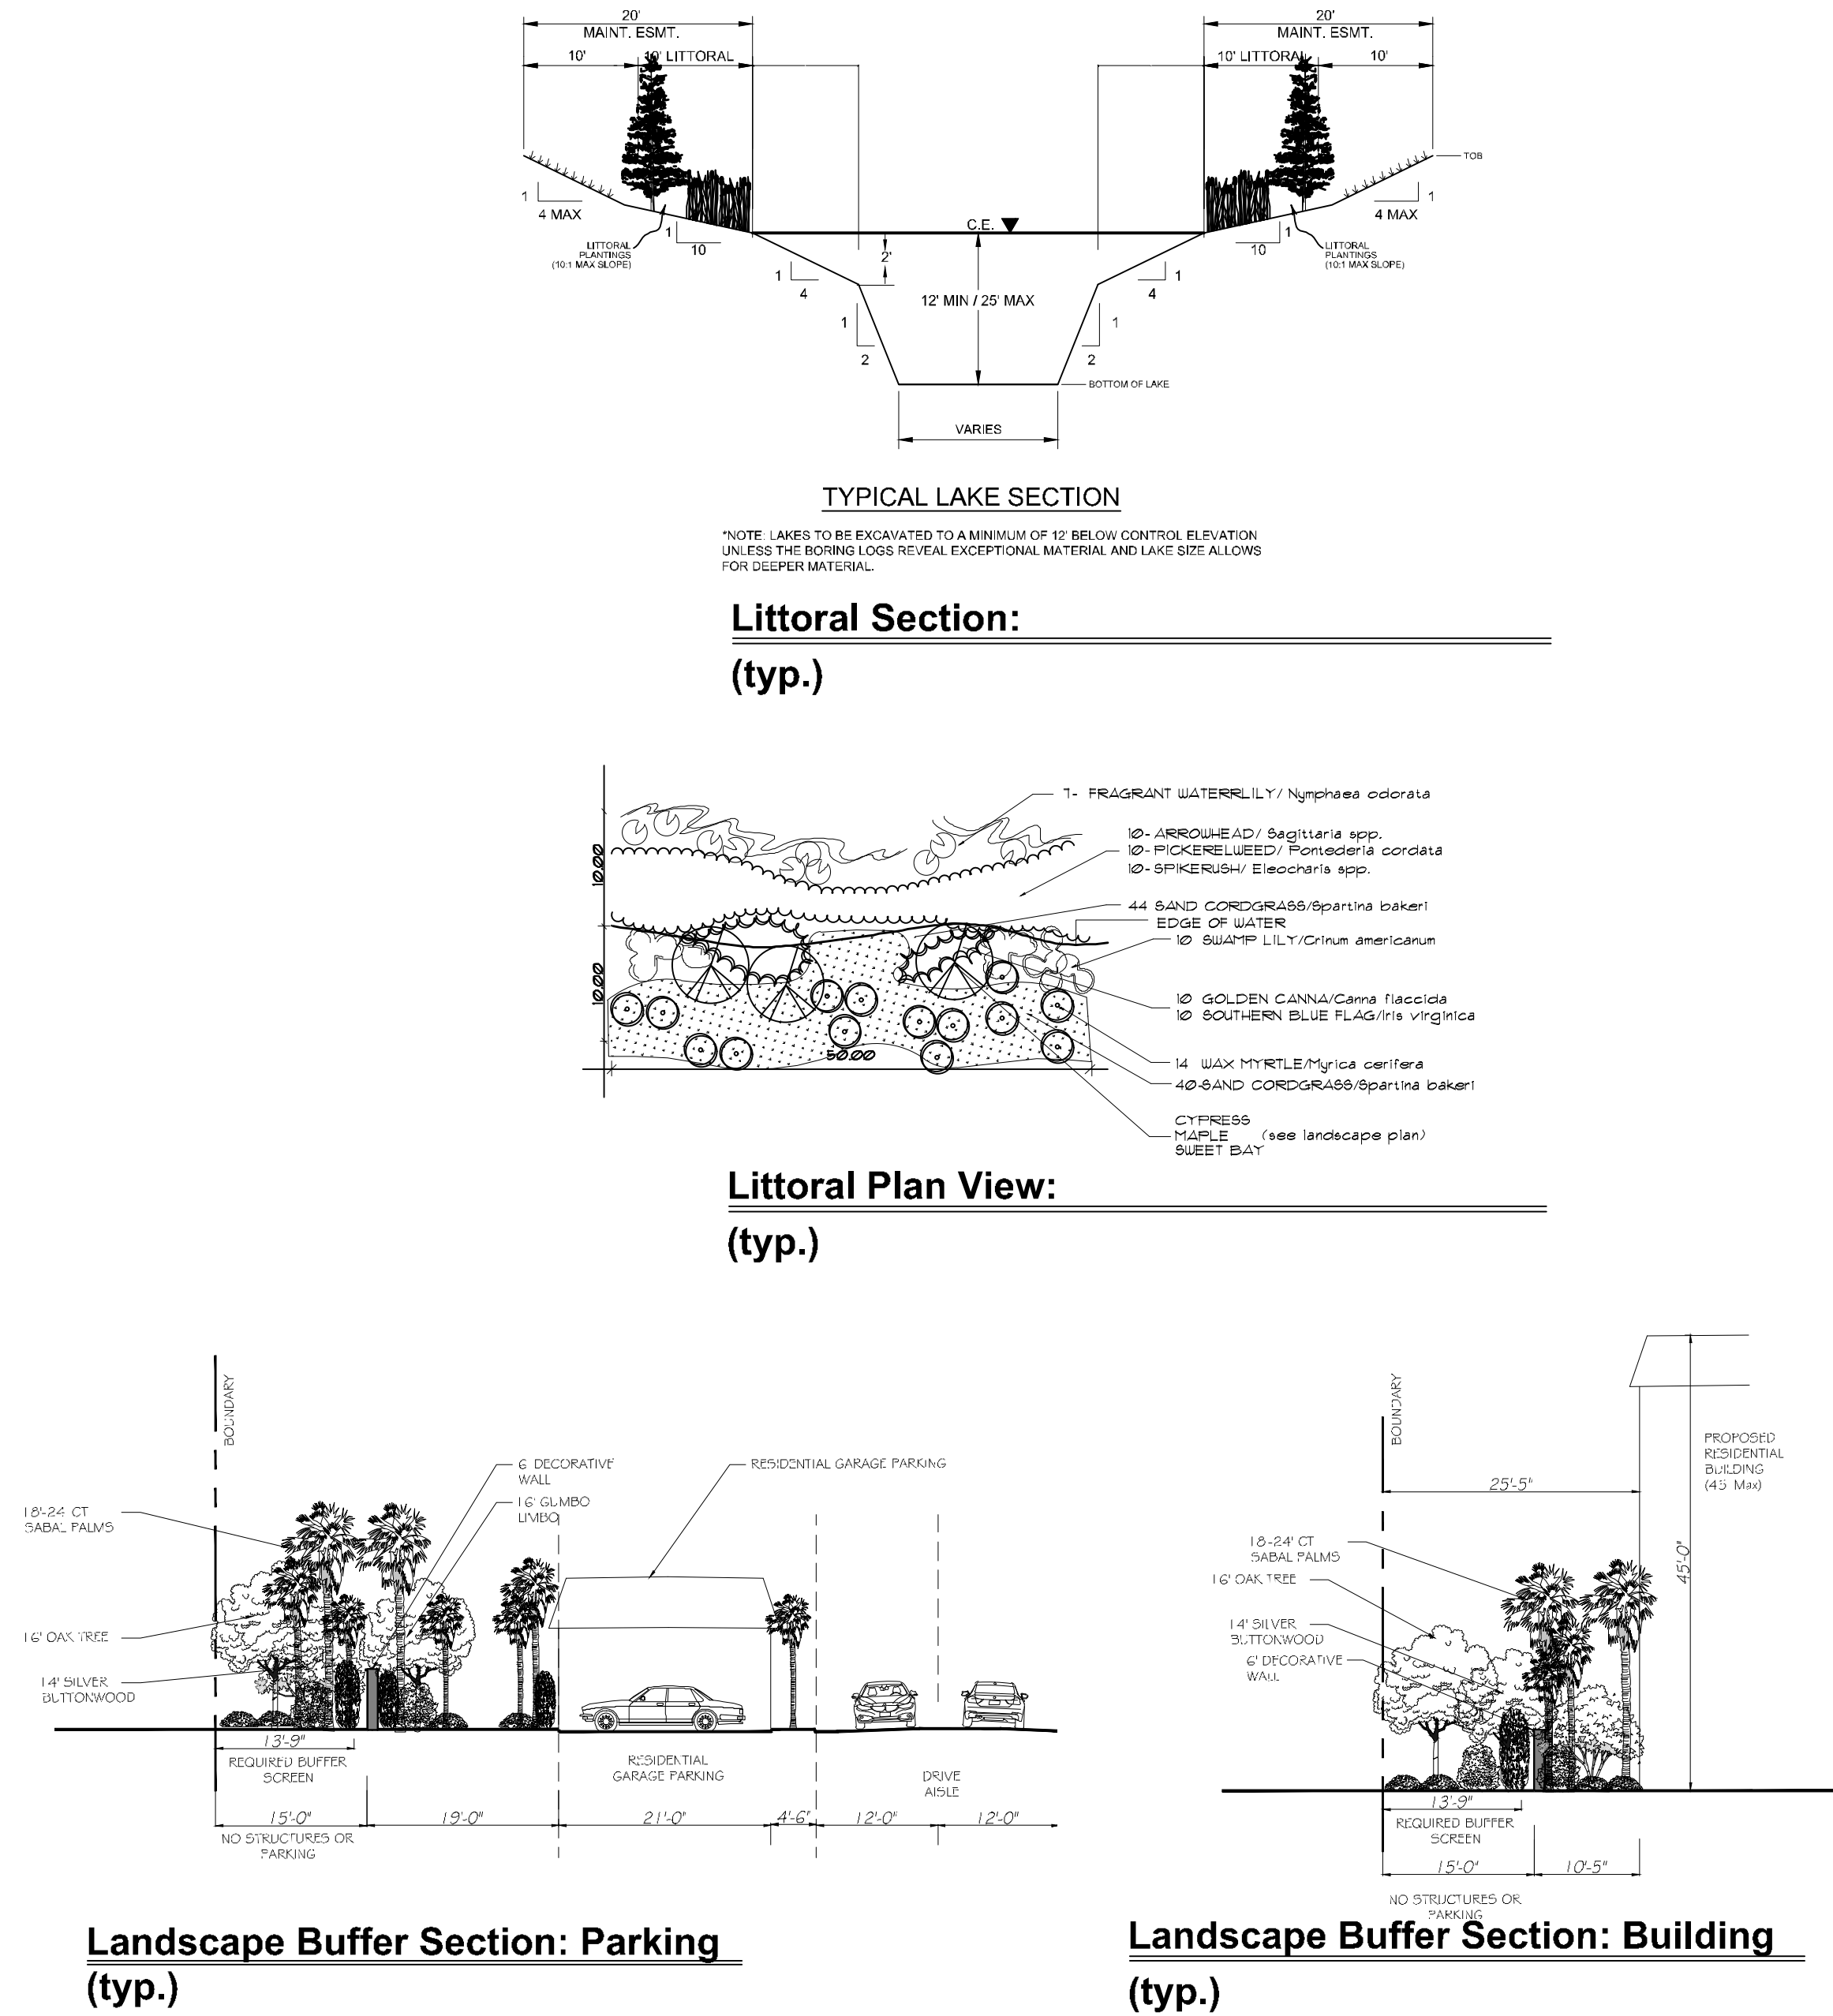 20'
MAINT. ESMT.
10'
10' LITTORAL
20'
MAINT. ESMT.
10' LITTORAL
10'
TOB
1
4 MAX
LITTORAL
PLANTINGS
(10:1 MAX SLOPE)
1
10
C.E.
2'
1
4
12' MIN / 25' MAX
1
2
1
4
1
2
1
10
LITTORAL
PLANTINGS
(10:1 MAX SLOPE)
1
4 MAX
BOTTOM OF LAKE
VARIES
TYPICAL LAKE SECTION
*NOTE: LAKES TO BE EXCAVATED TO A MINIMUM OF 12' BELOW CONTROL ELEVATION
UNLESS THE BORING LOGS REVEAL EXCEPTIONAL MATERIAL AND LAKE SIZE ALLOWS
FOR DEEPER MATERIAL.
Littoral Section:
(typ.)
7- FRAGRANT WATERRLILY/ Nymphaea odorata
10- ARROWHEAD/ Sagittaria spp.
10- PICKERELWEED/ Pontederia cordata
10- SPIKERUSH/ Eleocharis spp.
44 SAND CORDGRASS/Spartina bakeri
EDGE OF WATER
10 SWAMP LILY/Crinum americanum
10 GOLDEN CANNA/Canna flaccida
10 SOUTHERN BLUE FLAG/Iris virginica
14 WAX MYRTLE/Myrica cerifera
40-SAND CORDGRASS/Spartina bakeri
CYPRESS
MAPLE (see landscape plan)
SWEET BAY
10.00
10.00
50.00
Littoral Plan View:
(typ.)
BOUNDARY
6 DECORATIVE
WALL
16' GUMBO
LIMBO
RESIDENTIAL GARAGE PARKING
18'-24 CT
SABAL PALMS
16' OAK TREE
14' SILVER
BUTTONWOOD
13'-9"
REQUIRED BUFFER
SCREEN
RESIDENTIAL
GARAGE PARKING
DRIVE
AISLE
15'-0"
19'-0"
21'-0"
4'-6"
12'-0"
12'-0"
NO STRUCTURES OR
PARKING
Landscape Buffer Section: Parking
(typ.)
BOUNDARY
PROPOSED
RESIDENTIAL
BUILDING
(45 Max)
25'-5"
45'-0"
18-24' CT
SABAL PALMS
16' OAK TREE
14' SILVER
BUTTONWOOD
6' DECORATIVE
WALL
13'-9"
REQUIRED BUFFER
SCREEN
15'-0"
10'-5"
NO STRUCTURES OR
PARKING
Landscape Buffer Section: Building
(typ.)